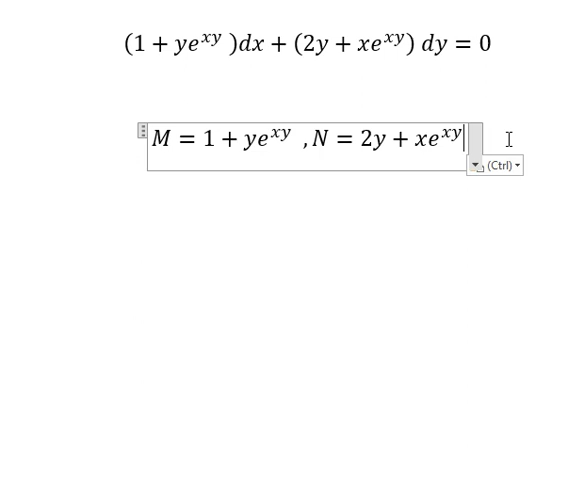 (1 + ye^{xy} )dx + (2y + xe^{xy}) dy = 0
M = 1 + ye^{xy} , N = 2y + xe^{xy}
(Ctrl)